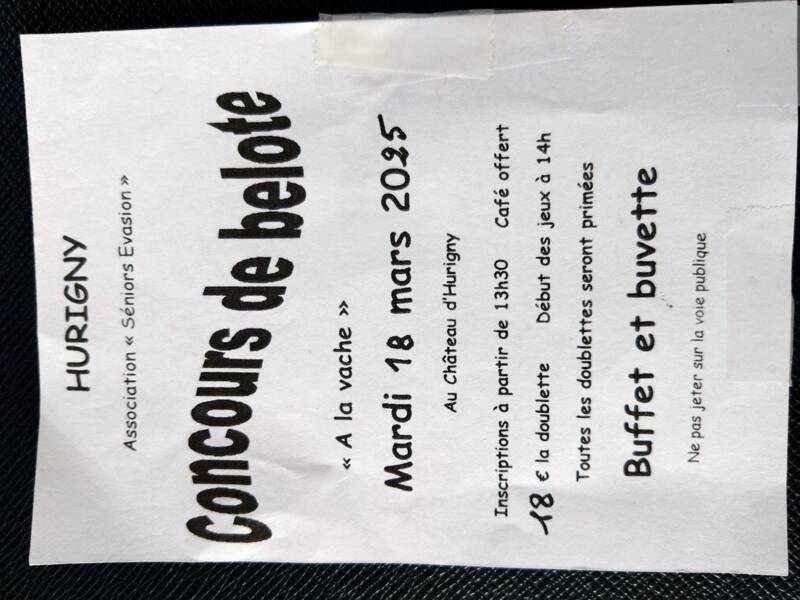 HURIGNY
Association « Séniors Evasion »
Concours de belote
« A la vache »
Mardi 18 mars 2025
Au Château d'Hurigny
Inscriptions à partir de 13h30 Café offert
18 € la doublette Début des jeux à 14h
Toutes les doublettes seront primées
Buffet et buvette
Ne pas jeter sur la voie publique